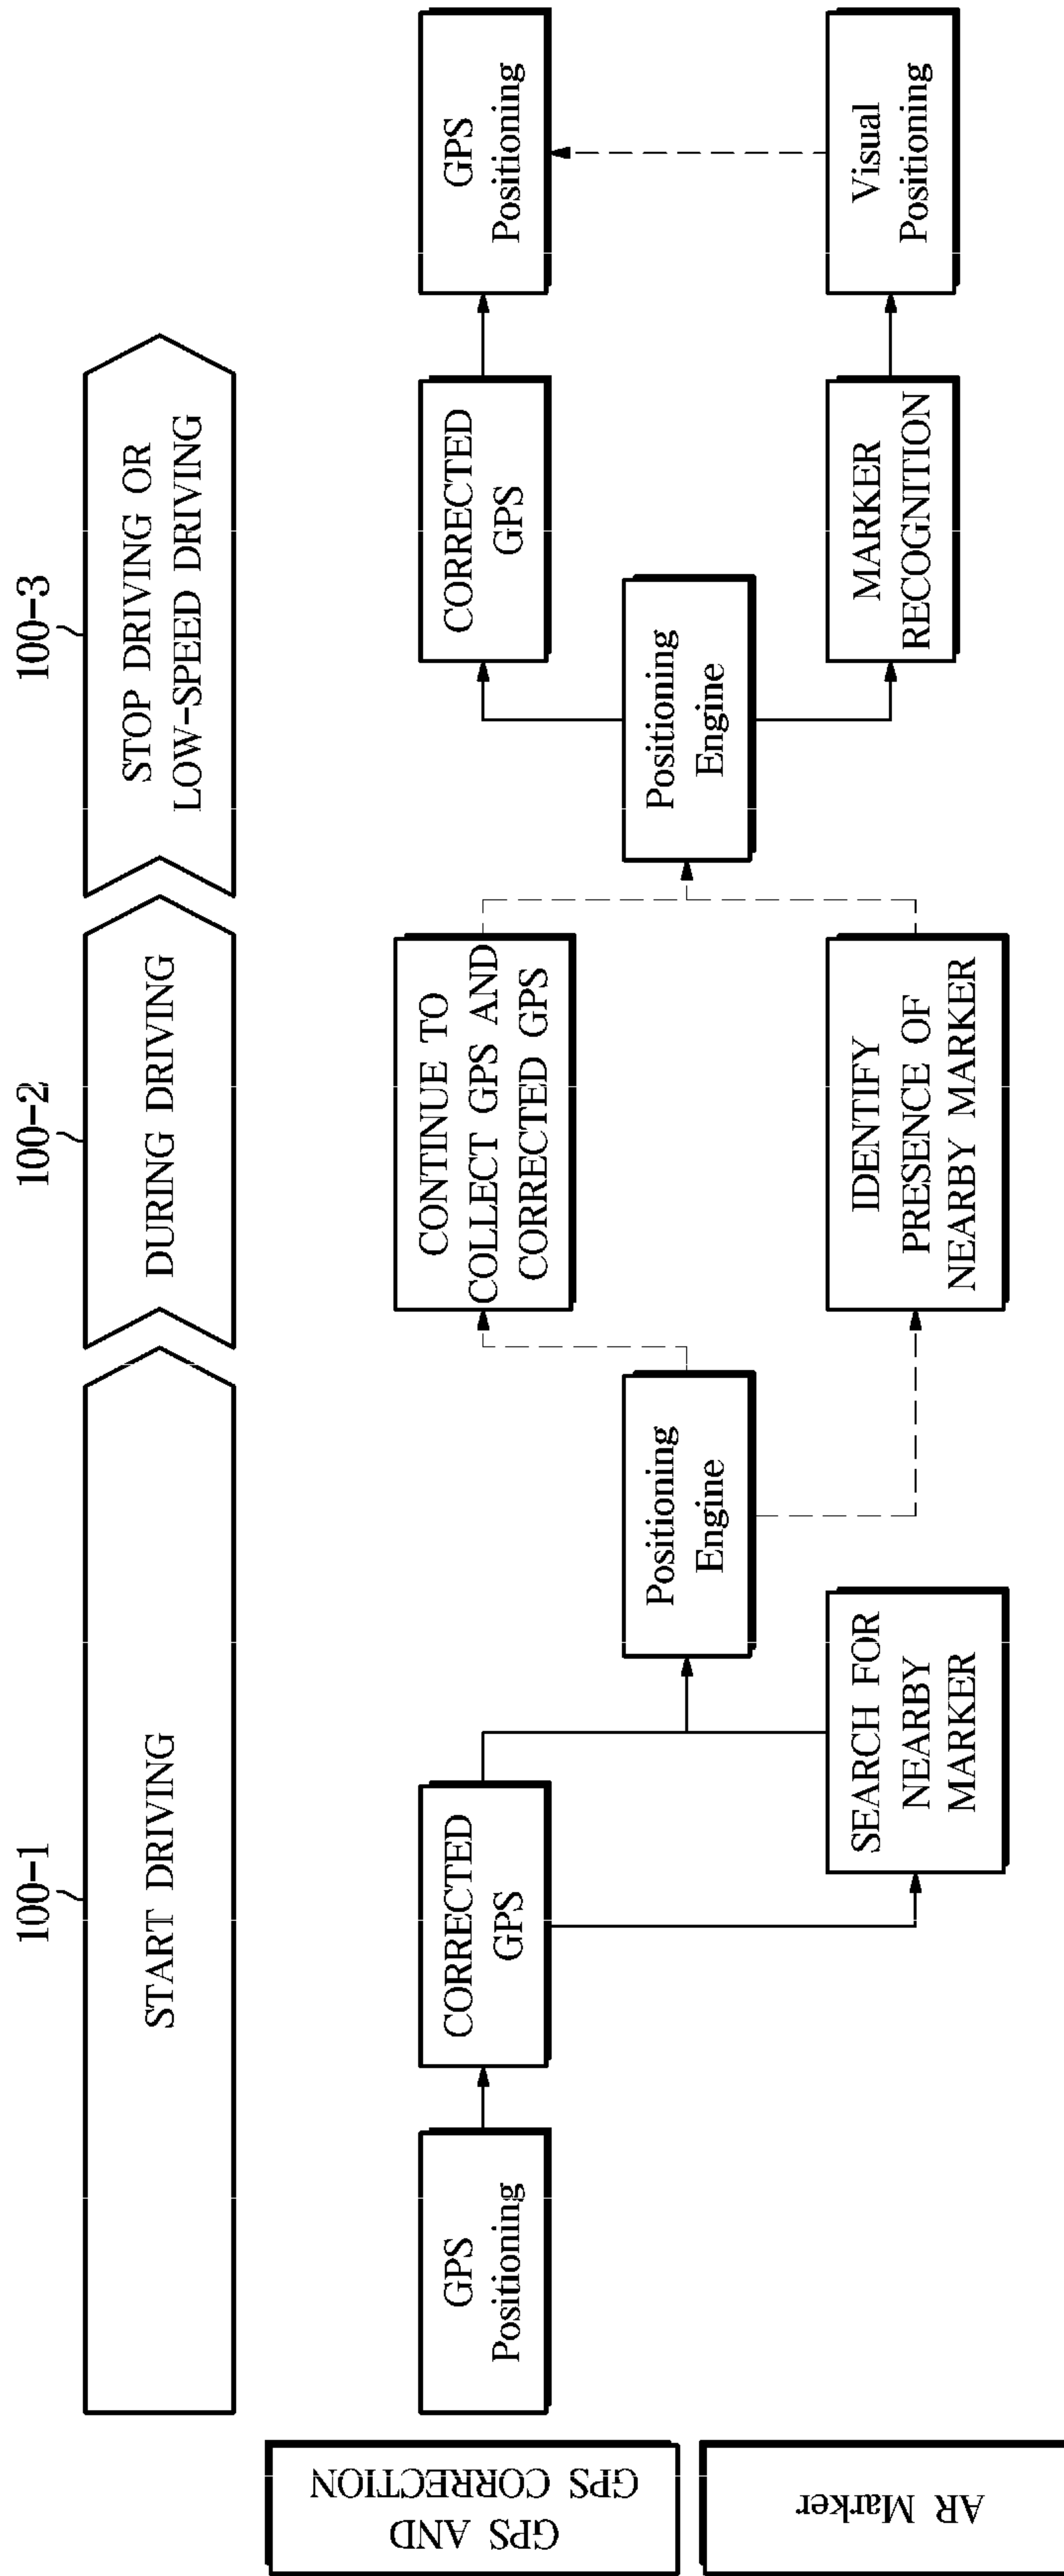 100-1
100-2
100-3
START DRIVING
DURING DRIVING
STOP DRIVING OR
LOW-SPEED DRIVING
GPS AND
GPS CORRECTION
GPS
Positioning
CORRECTED
GPS
CONTINUE TO
COLLECT GPS AND
CORRECTED GPS
CORRECTED
GPS
GPS
Positioning
Positioning
Engine
Positioning
Engine
AR Marker
SEARCH FOR
NEARBY
MARKER
IDENTIFY
PRESENCE OF
NEARBY MARKER
MARKER
RECOGNITION
Visual
Positioning